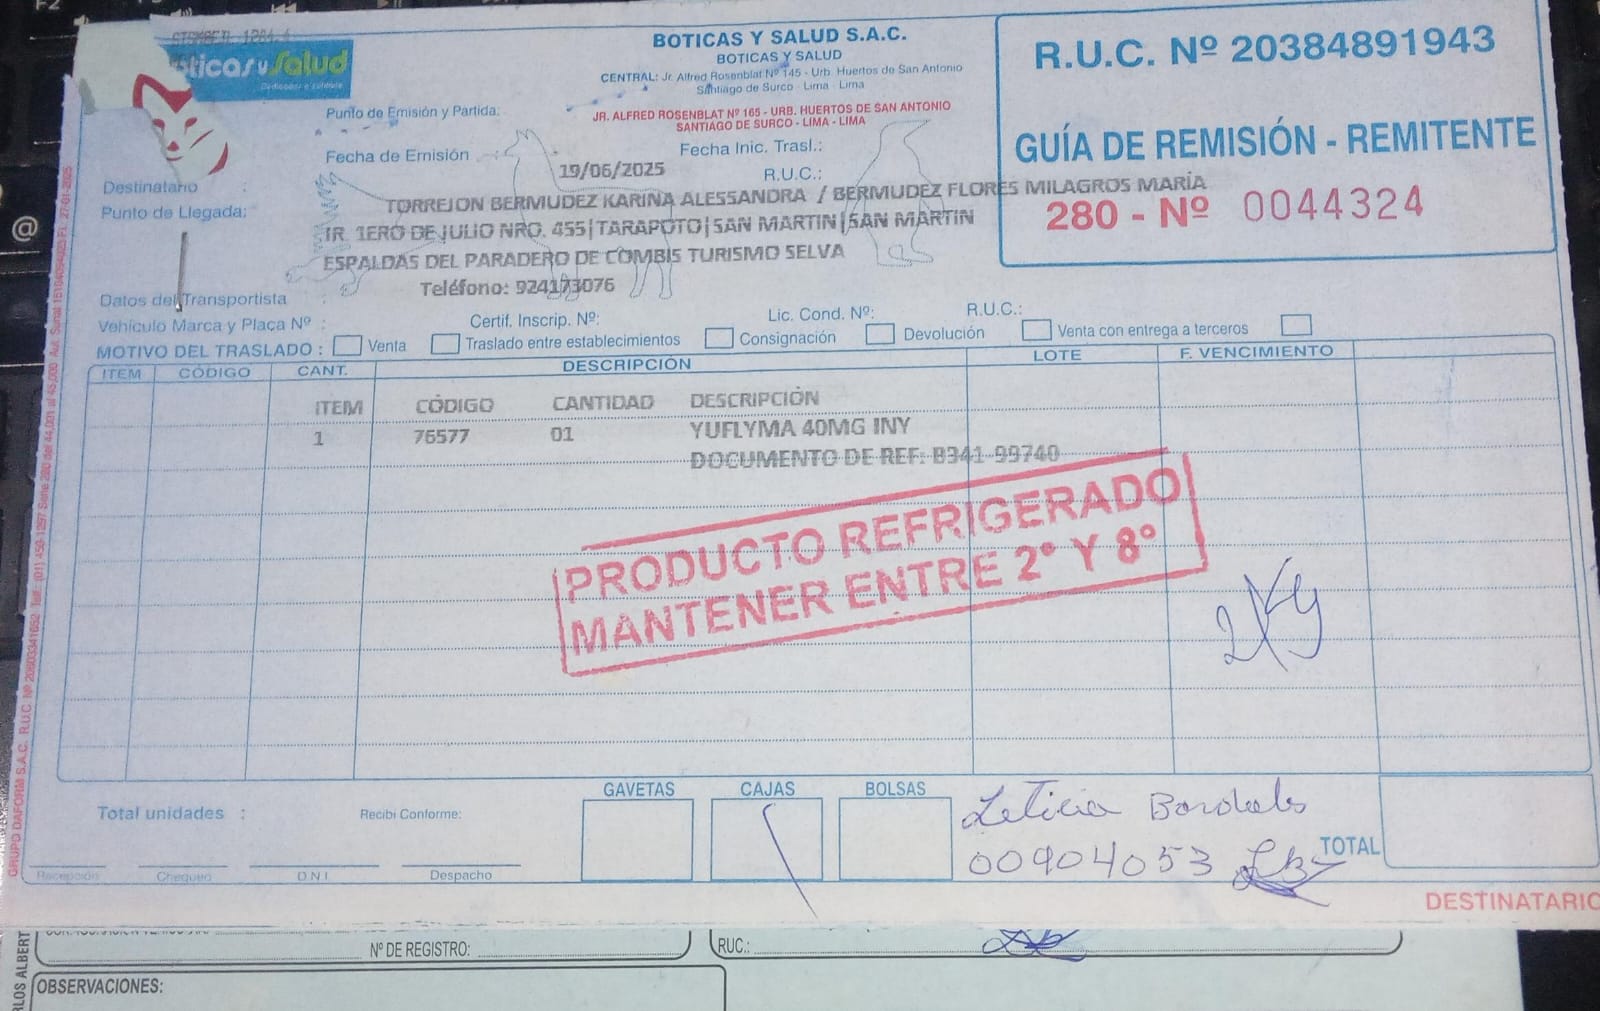 F2
@
ticas y Salud
BOTICAS Y SALUD S.A.C.
BOTICAS Y SALUD
CENTRAL: Jr. Alfred Rosenblat Nº 145 - Urb. Huertos de San Antonio
Santiago de Surco - Lima - Lima
Punto de Emisión y Partida:
JR. ALFRED ROSENBLAT Nº 165 - URB. HUERTOS DE SAN ANTONIO
SANTIAGO DE SURCO - LIMA - LIMA
R.U.C. Nº 20384891943
GUÍA DE REMISIÓN - REMITENTE
280 - Nº 0044324
Fecha de Emisión 19/06/2025 Fecha Inic. Trasl.:
R.U.C.:
Destinatario :
TORREJON BERMUDEZ KARINA ALESSANDRA / BERMUDEZ FLORES MILAGROS MARÍA
Punto de Llegada:
JR. 1ERO DE JULIO NRO. 455|TARAPOTO|SAN MARTIN|SAN MARTIN
ESPALDAS DEL PARADERO DE COMBIS TURISMO SELVA
Teléfono: 924173076
Datos del Transportista :
Vehículo Marca y Placa Nº : Certif. Inscrip. Nº: Lic. Cond. Nº: R.U.C.:
MOTIVO DEL TRASLADO : Venta Traslado entre establecimientos Consignación Devolución Venta con entrega a terceros
ITEM CÓDIGO CANT. DESCRIPCIÓN LOTE F. VENCIMIENTO
ITEM CÓDIGO CANTIDAD DESCRIPCIÓN
1 76577 01 YUFLYMA 40MG INY
DOCUMENTO DE REF: B341-99740
PRODUCTO REFRIGERADO
MANTENER ENTRE 2° Y 8°
GAVETAS CAJAS BOLSAS
Total unidades : Recibi Conforme:
Leticia
00904053
TOTAL
Recepción Chequeo D.N.I. Despacho
DESTINATARIO
Nº DE REGISTRO: RUC.:
OBSERVACIONES:
RLOS ALBERT